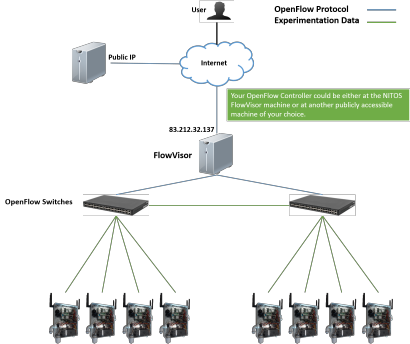 User
OpenFlow Protocol
Experimentation Data
Public IP
Internet
Your OpenFlow Controller could be either at the NITOS
FlowVisor machine or at another publicly accessible
machine of your choice.
83.212.32.137
FlowVisor
OpenFlow Switches